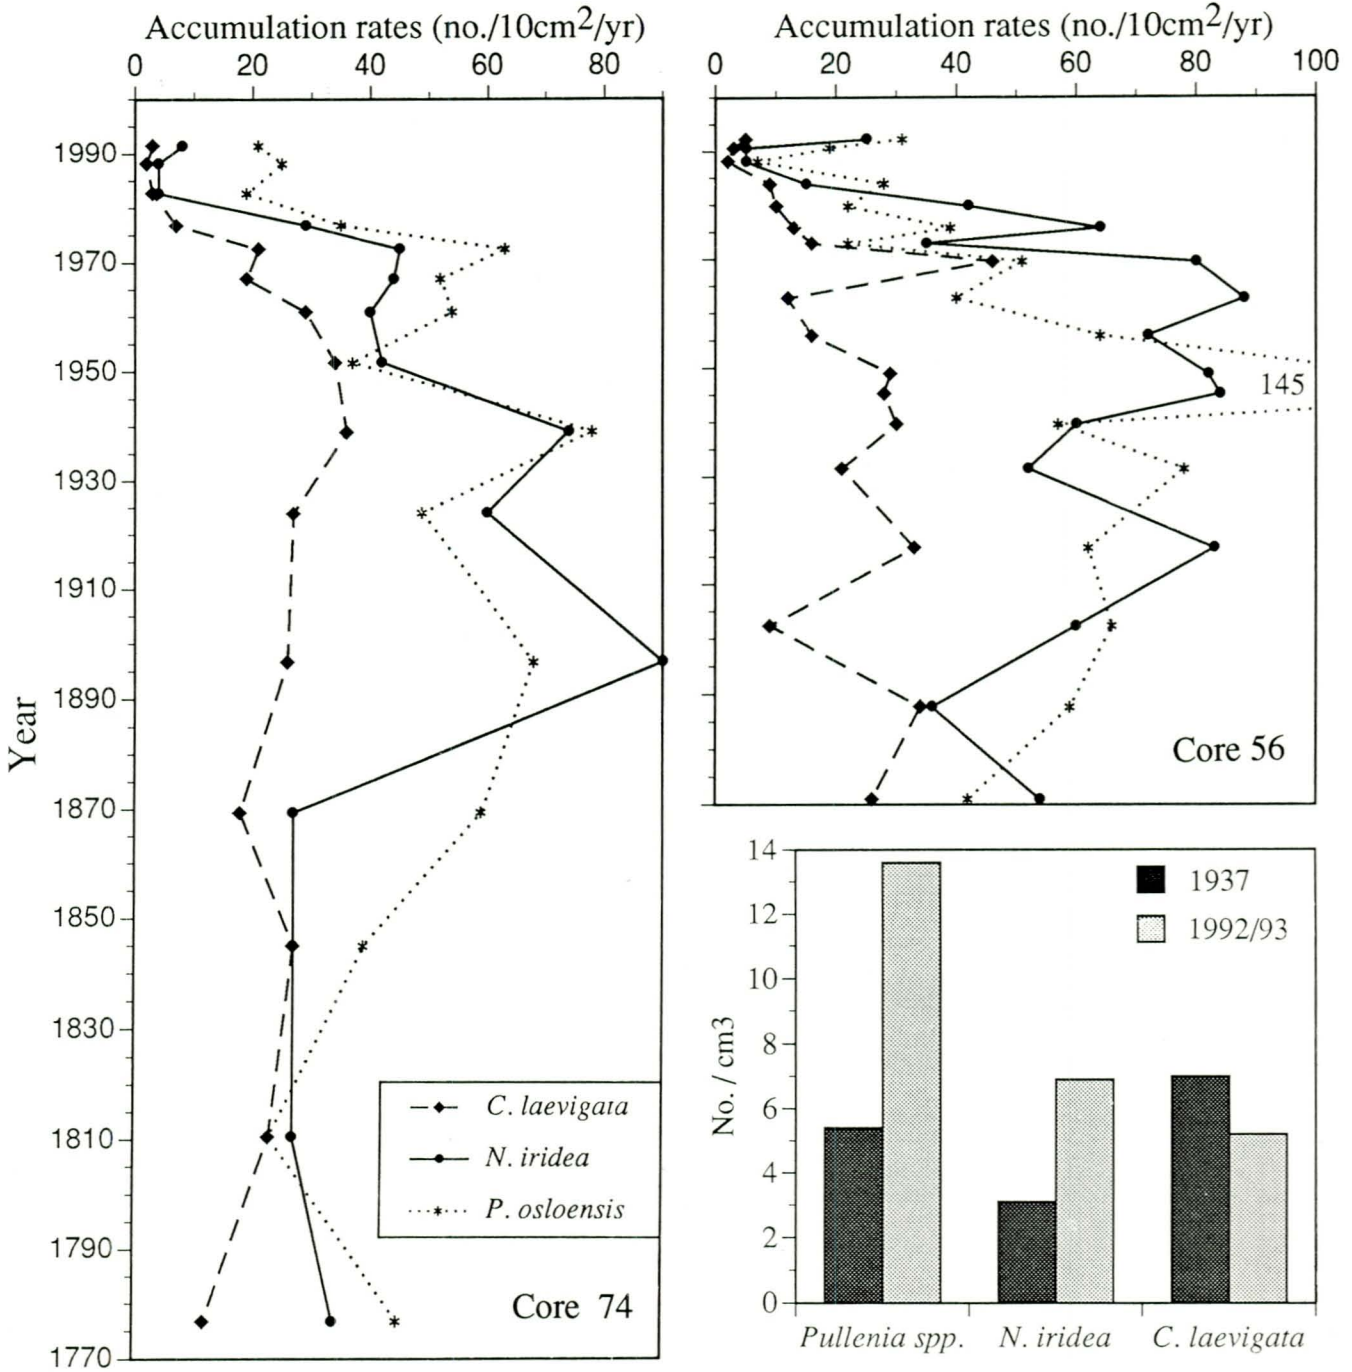 Accumulation rates (no./10cm2/yr)
0 20 40 60 80
Year
1990
1970
1950
1930
1910
1890
1870
1850
1830
1810
1790
1770
C. laevigata
N. iridea
P. osloensis
Core 74
Accumulation rates (no./10cm2/yr)
0 20 40 60 80 100
145
Core 56
No. / cm3
14
12
10
8
6
4
2
0
1937
1992/93
Pullenia spp. N. iridea C. laevigata